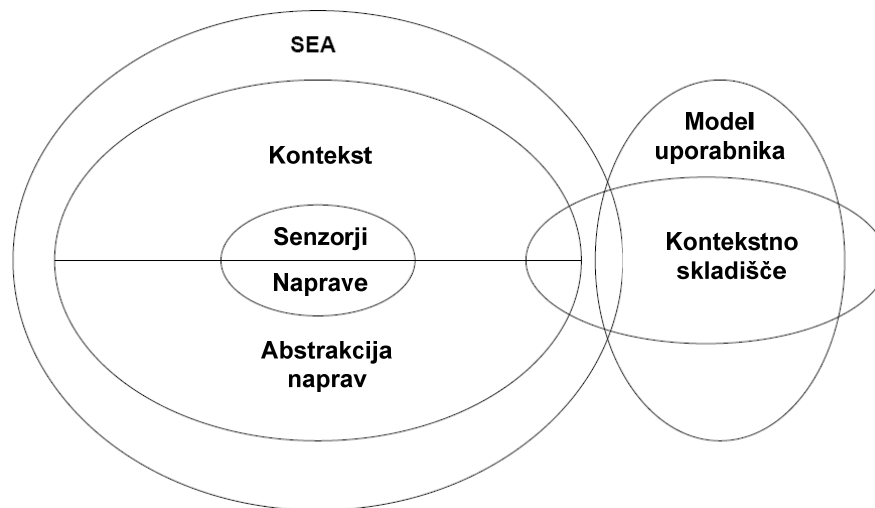 SEA
Kontekst
Senzorji
Naprave
Abstrakcija
naprav
Model
uporabnika
Kontekstno
skladišče